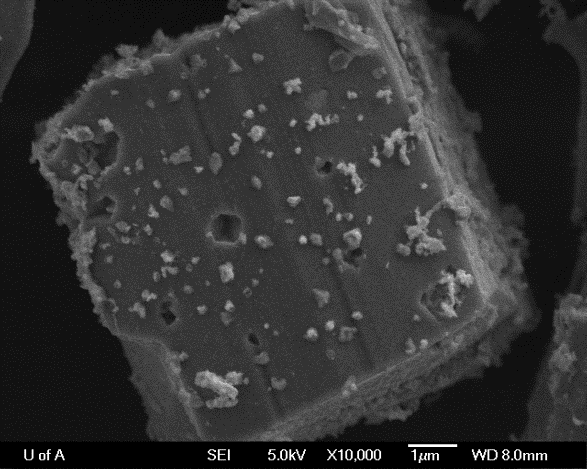 U of A SEI 5.0kV X10,000 1μm WD 8.0mm